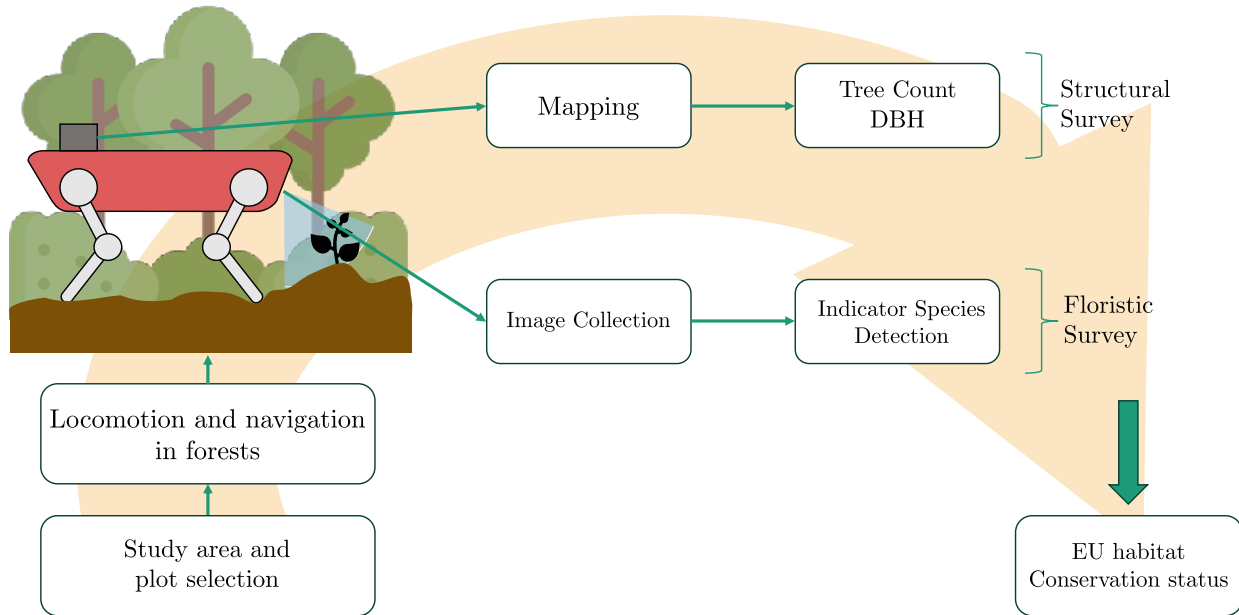 Mapping
Tree Count
DBH
Structural
Survey
Image Collection
Indicator Species
Detection
Floristic
Survey
Locomotion and navigation
in forests
Study area and
plot selection
EU habitat
Conservation status